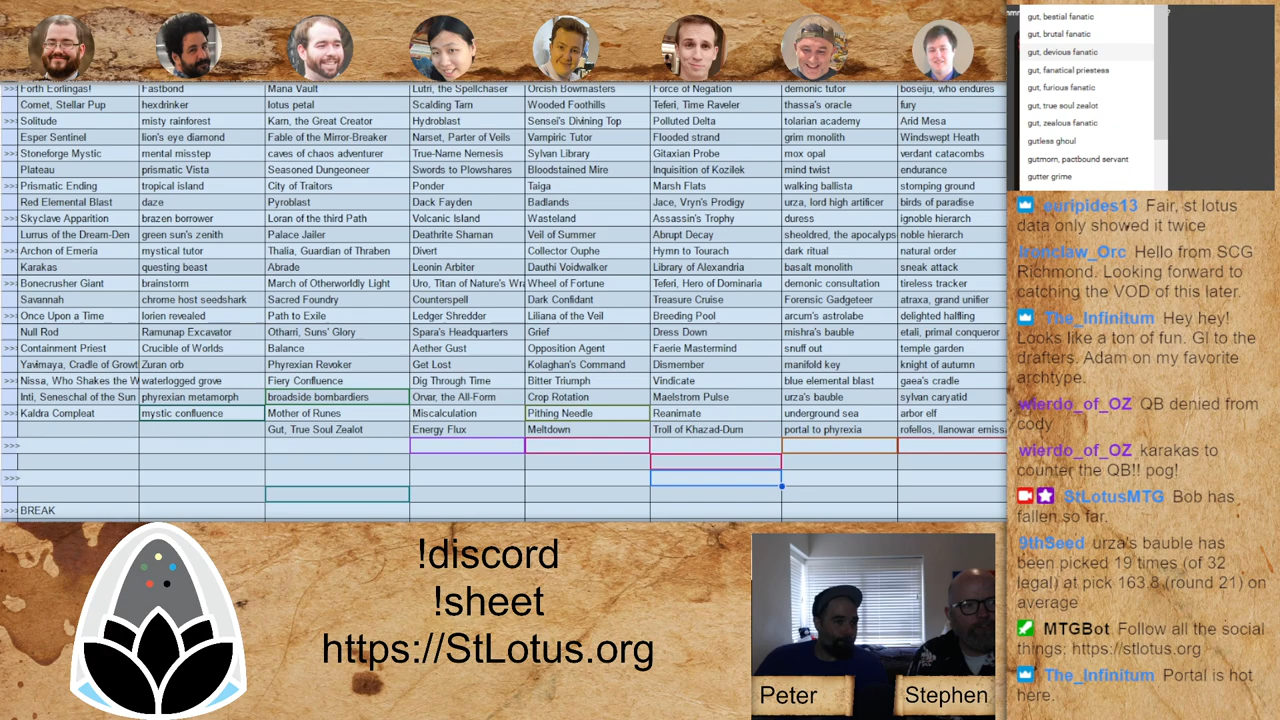 >>> Forth Eorlingas! Fastbond Mana Vault Lutri, the Spellchaser Orcish Bowmasters Force of Negation demonic tutor boseiju, who endures
Comet, Stellar Pup hexdrinker lotus petal Scalding Tarn Wooded Foothills Teferi, Time Raveler thassa's oracle fury
>>> Solitude misty rainforest Karn, the Great Creator Hydroblast Sensei's Divining Top Polluted Delta tolarian academy Arid Mesa
Esper Sentinel lion's eye diamond Fable of the Mirror-Breaker Narset, Parter of Veils Vampiric Tutor Flooded strand grim monolith Windswept Heath
>>> Stoneforge Mystic mental misstep caves of chaos adventurer True-Name Nemesis Sylvan Library Gitaxian Probe mox opal verdant catacombs
Plateau prismatic Vista Seasoned Dungeoneer Swords to Plowshares Bloodstained Mire Inquisition of Kozilek mind twist endurance
>>> Prismatic Ending tropical island City of Traitors Ponder Taiga Marsh Flats walking ballista stomping ground
Red Elemental Blast daze Pyroblast Dack Fayden Badlands Jace, Vryn's Prodigy urza, lord high artificer birds of paradise
>>> Skyclave Apparition brazen borrower Loran of the third Path Volcanic Island Wasteland Assassin's Trophy duress ignoble hierarch
Lurrus of the Dream-Den green sun's zenith Palace Jailer Deathrite Shaman Veil of Summer Abrupt Decay sheoldred, the apocalyps noble hierarch
>>> Archon of Emeria mystical tutor Thalia, Guardian of Thraben Divert Collector Ouphe Hymn to Tourach dark ritual natural order
Karakas questing beast Abrade Leonin Arbiter Dauthi Voidwalker Library of Alexandria basalt monolith sneak attack
>>> Bonecrusher Giant brainstorm March of Otherworldly Light Uro, Titan of Nature's Wra Wheel of Fortune Teferi, Hero of Dominaria demonic consultation tireless tracker
Savannah chrome host seedshark Sacred Foundry Counterspell Dark Confidant Treasure Cruise Forensic Gadgeteer atraxa, grand unifier
>>> Once Upon a Time lorien revealed Path to Exile Ledger Shredder Liliana of the Veil Breeding Pool arcum's astrolabe delighted halfling
Null Rod Ramunap Excavator Otharri, Suns' Glory Spara's Headquarters Grief Dress Down mishra's bauble etali, primal conqueror
>>> Containment Priest Crucible of Worlds Balance Aether Gust Opposition Agent Faerie Mastermind snuff out temple garden
Yavimaya, Cradle of Growt Zuran orb Phyrexian Revoker Get Lost Kolaghan's Command Dismember manifold key knight of autumn
>>> Nissa, Who Shakes the W waterlogged grove Fiery Confluence Dig Through Time Bitter Triumph Vindicate blue elemental blast gaea's cradle
Inti, Seneschal of the Sun phyrexian metamorph broadside bombardiers Orvar, the All-Form Crop Rotation Maelstrom Pulse urza's bauble sylvan caryatid
>>> Kaldra Compleat mystic confluence Mother of Runes Miscalculation Pithing Needle Reanimate underground sea arbor elf
Gut, True Soul Zealot Energy Flux Meltdown Troll of Khazad-Dum portal to phyrexia rofellos, llanowar emissa
>>>
>>>
>>> BREAK
gut, bestial fanatic
gut, brutal fanatic
gut, devious fanatic
gut, fanatical priestess
gut, furious fanatic
gut, true soul zealot
gut, zealous fanatic
gutless ghoul
gutmorn, pactbound servant
gutter grime
euripides13 Fair, st lotus
data only showed it twice
Ironclaw_Orc Hello from SCG
Richmond. Looking forward to
catching the VOD of this later.
The_Infinitum Hey hey!
Looks like a ton of fun. Gl to the
drafters. Adam on my favorite
archtype.
wierdo_of_OZ QB denied from
cody
wierdo_of_OZ karakas to
counter the QB!! pog!
StLotusMTG Bob has
fallen so far.
9thSeed urza's bauble has
been picked 19 times (of 32
legal) at pick 163.8 (round 21) on
average
MTGBot Follow all the social
things; https://stlotus.org
The_Infinitum Portal is hot
here.
!discord
!sheet
https://StLotus.org
Peter
Stephen